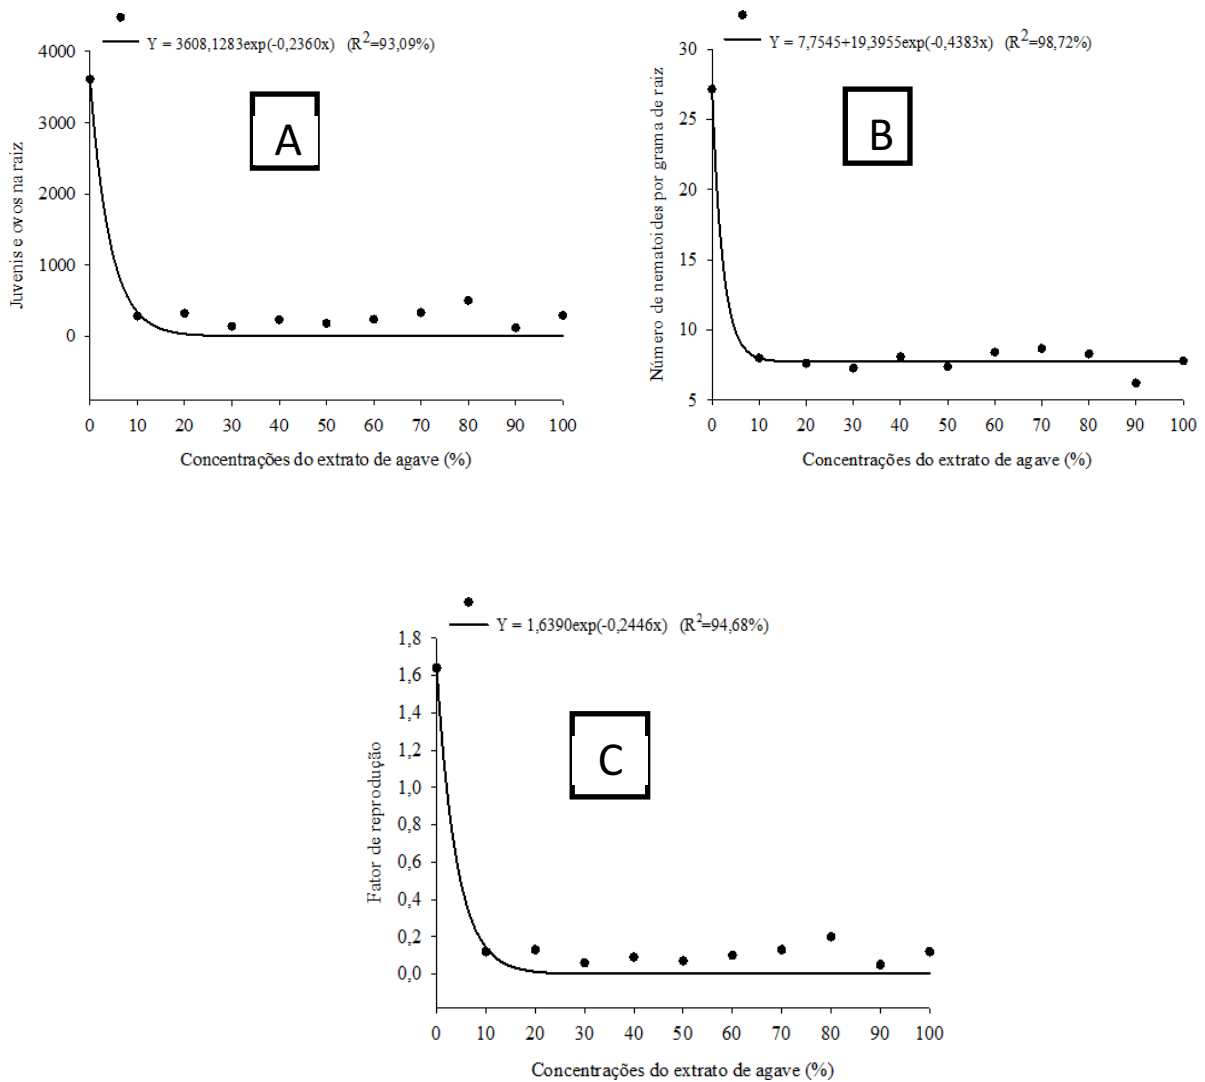 Y = 3608,1283exp(-0,2360x) (R²=93,09%)
4000
3000
2000
1000
0
Juvenis e ovos na raiz
A
0 10 20 30 40 50 60 70 80 90 100
Concentrações do extrato de agave (%)
Y = 7,7545+19,3955exp(-0,4383x) (R²=98,72%)
30
25
20
15
10
5
Número de nematoides por grama de raiz
B
0 10 20 30 40 50 60 70 80 90 100
Concentrações do extrato de agave (%)
Y = 1,6390exp(-0,2446x) (R²=94,68%)
1,8
1,6
1,4
1,2
1,0
0,8
0,6
0,4
0,2
0,0
Fator de reprodução
C
0 10 20 30 40 50 60 70 80 90 100
Concentrações do extrato de agave (%)